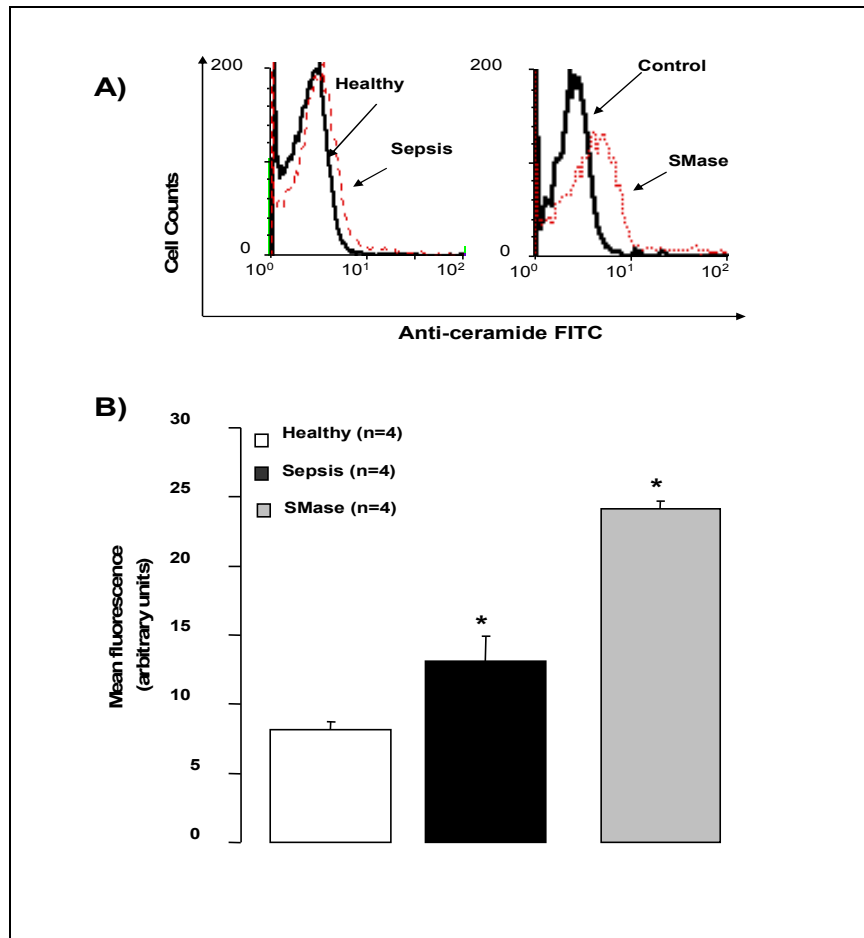 A)
200
Healthy
Sepsis
0
10⁰ 10¹ 10²
200
Control
SMase
0
10⁰ 10¹ 10²
Cell Counts
Anti-ceramide FITC
B)
30
25
20
15
10
5
0
Mean fluorescence
(arbitrary units)
Healthy (n=4)
Sepsis (n=4)
SMase (n=4)
*
*